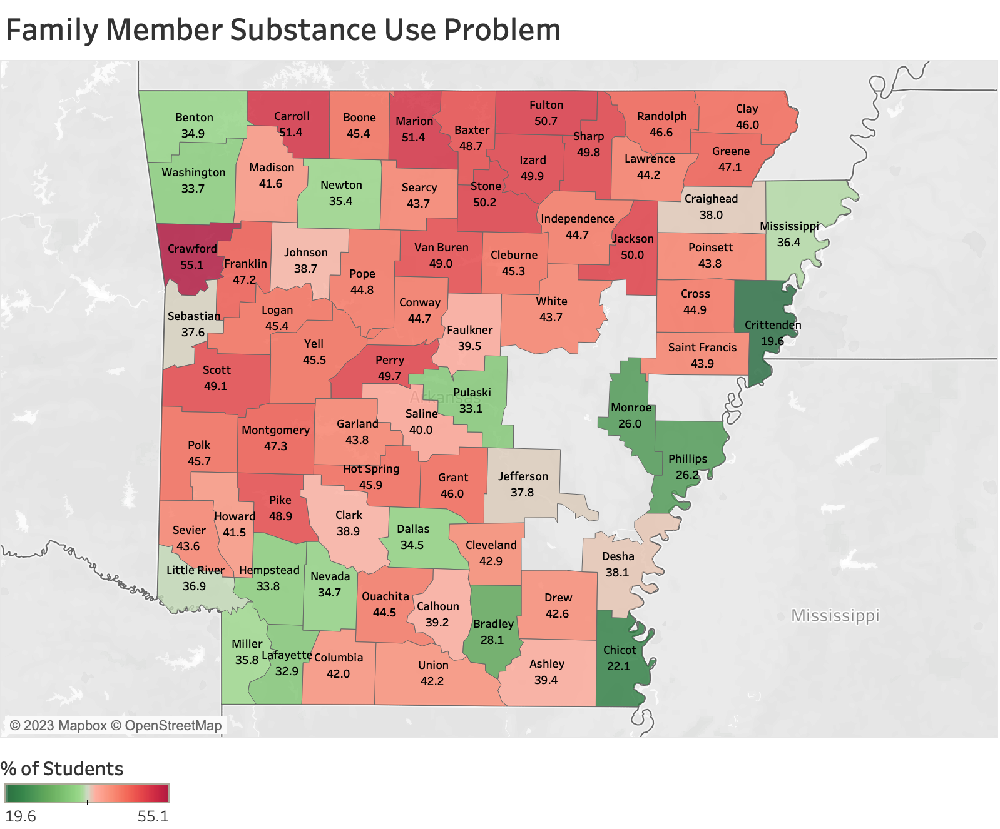 Family Member Substance Use Problem
Benton
34.9
Carroll
51.4
Boone
45.4
Marion
51.4
Baxter
48.7
Fulton
50.7
Sharp
49.8
Randolph
46.6
Clay
46.0
Washington
33.7
Madison
41.6
Newton
35.4
Searcy
43.7
Stone
50.2
Izard
49.9
Lawrence
44.2
Greene
47.1
Craighead
38.0
Mississippi
36.4
Crawford
55.1
Franklin
47.2
Johnson
38.7
Pope
44.8
Van Buren
49.0
Cleburne
45.3
Independence
44.7
Jackson
50.0
Poinsett
43.8
Sebastian
37.6
Logan
45.4
Conway
44.7
Faulkner
39.5
White
43.7
Cross
44.9
Crittenden
19.6
Yell
45.5
Saint Francis
43.9
Scott
49.1
Perry
49.7
Arkansas
Pulaski
33.1
Monroe
26.0
Polk
45.7
Montgomery
47.3
Garland
43.8
Saline
40.0
Phillips
26.2
Hot Spring
45.9
Grant
46.0
Jefferson
37.8
Sevier
43.6
Howard
41.5
Pike
48.9
Clark
38.9
Dallas
34.5
Cleveland
42.9
Desha
38.1
Little River
36.9
Hempstead
33.8
Nevada
34.7
Ouachita
44.5
Calhoun
39.2
Bradley
28.1
Drew
42.6
Mississippi
Miller
35.8
Lafayette
32.9
Columbia
42.0
Union
42.2
Ashley
39.4
Chicot
22.1
© 2023 Mapbox © OpenStreetMap
% of Students
19.6 55.1